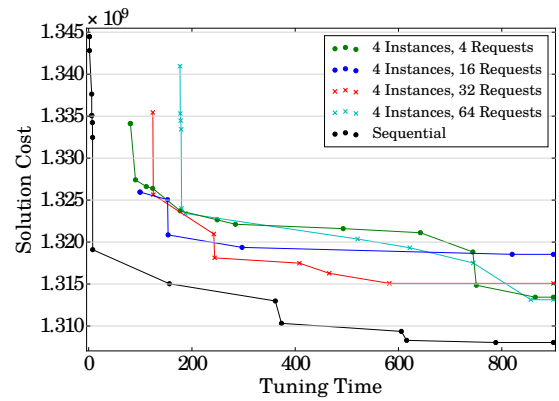 1.345 × 10⁹
1.340
1.335
1.330
1.325
1.320
1.315
1.310
Solution Cost
4 Instances, 4 Requests
4 Instances, 16 Requests
4 Instances, 32 Requests
4 Instances, 64 Requests
Sequential
0 200 400 600 800
Tuning Time